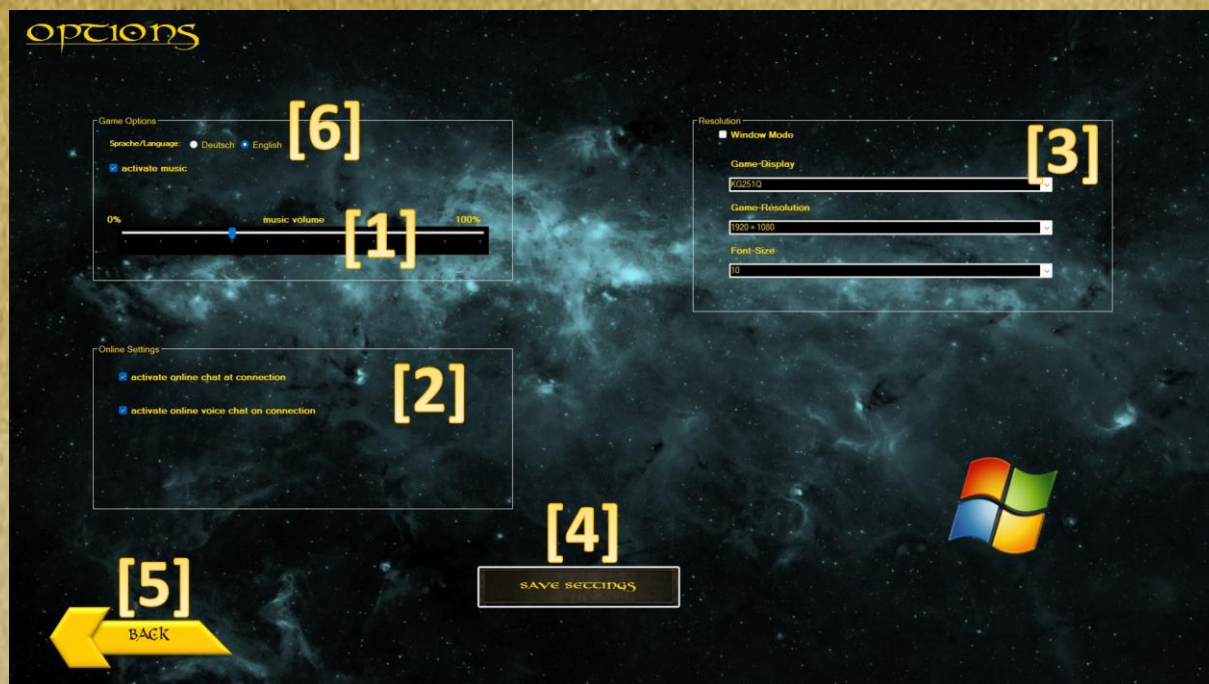 Options
Game Options
[6]
Sprache/Language: Deutsch English
activate music
0% music volume 100%
[1]
Resolution
Window Mode
[3]
Game-Display
KG251Q
Game-Resolution
1920 × 1080
Font-Size
10
Online Settings
activate online chat at connection
[2]
activate online voice chat on connection
[4]
Save Settings
[5]
Back